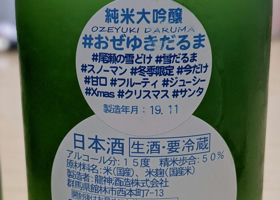 純米大吟醸
OZEYUKI DARUMA
#おぜゆきだるま
#尾瀬の雪どけ #雪だるま
#スノーマン #冬季限定 #今だけ
#甘口 #フルーティ #ジューシー
#Xmas #クリスマス #サンタ
製造年月：19.11
日本酒 生酒・要冷蔵
アルコール分：15度 精米歩合：50%
原材料名：米(国産)、米麹(国産米)
製造者：龍神酒造株式会社
群馬県館林市西本町7-13